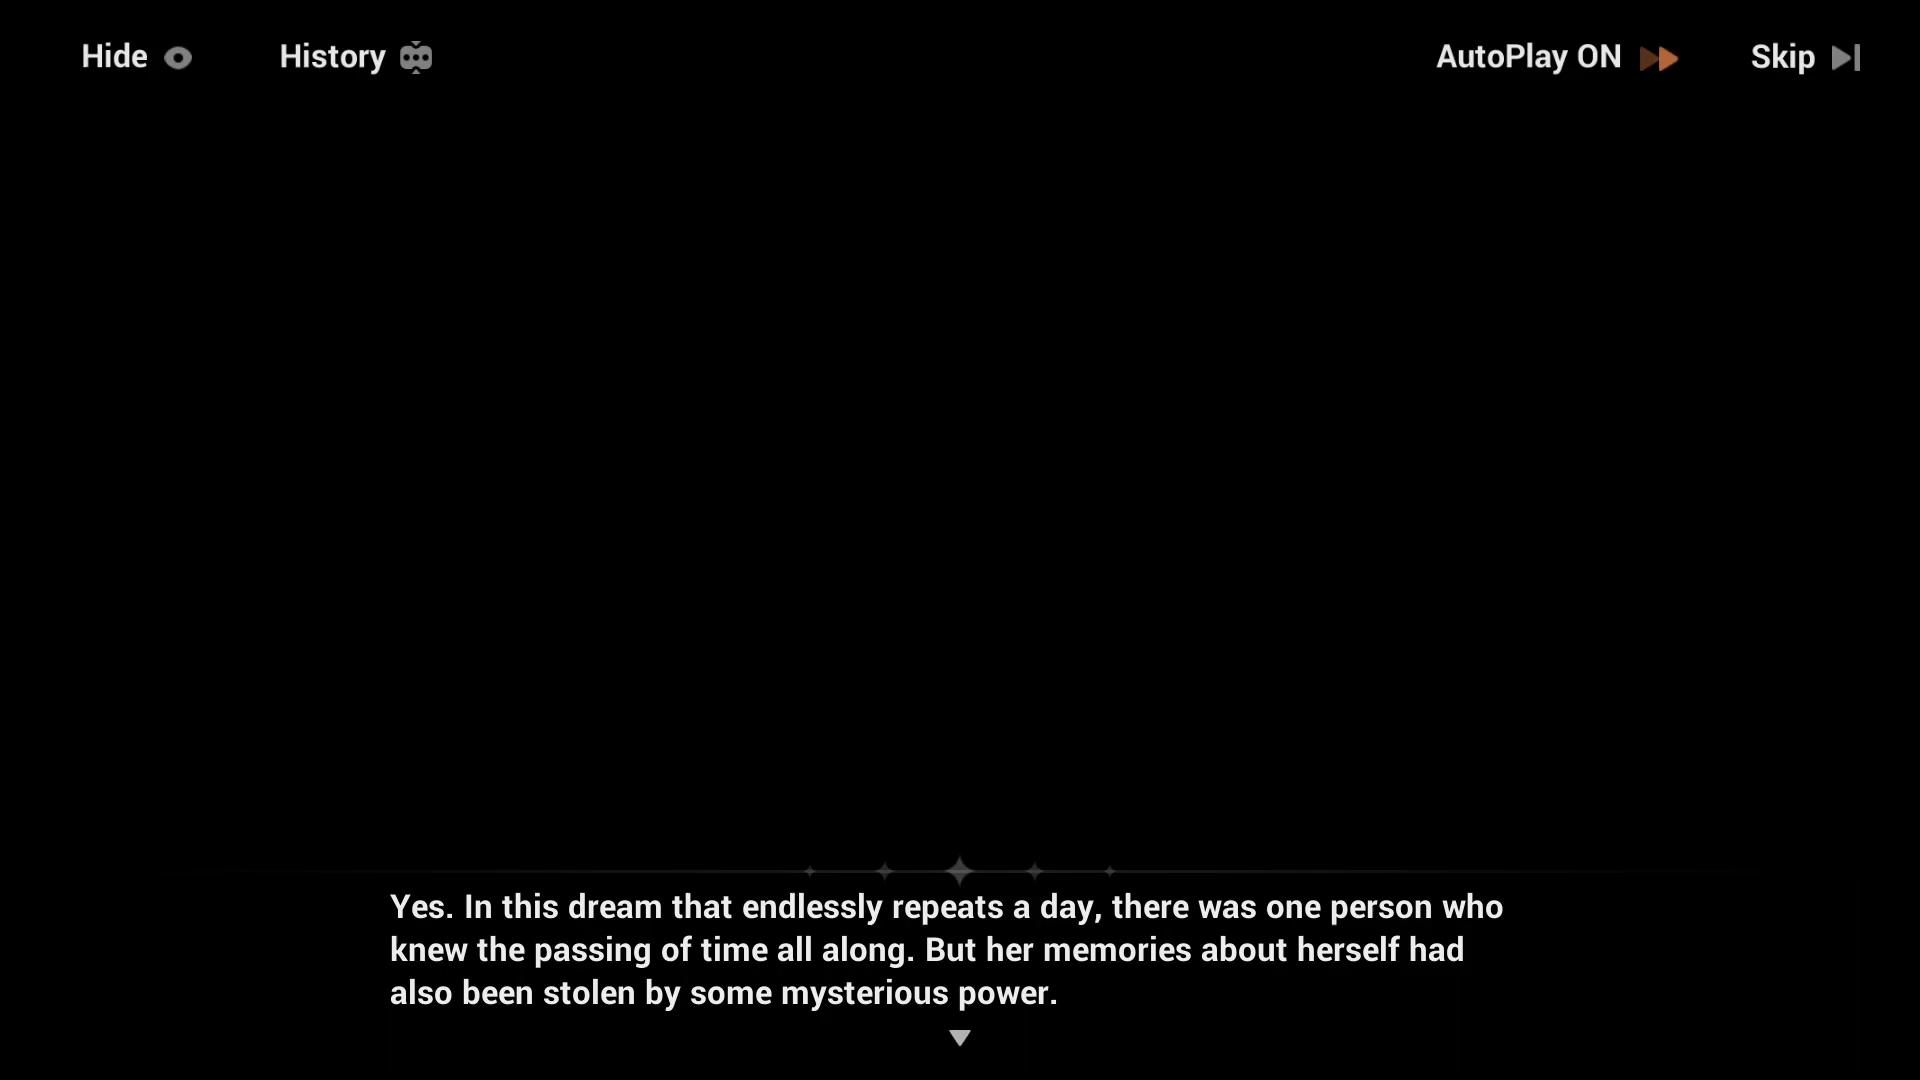 Hide
History
AutoPlay ON
Skip
Yes. In this dream that endlessly repeats a day, there was one person who
knew the passing of time all along. But her memories about herself had
also been stolen by some mysterious power.